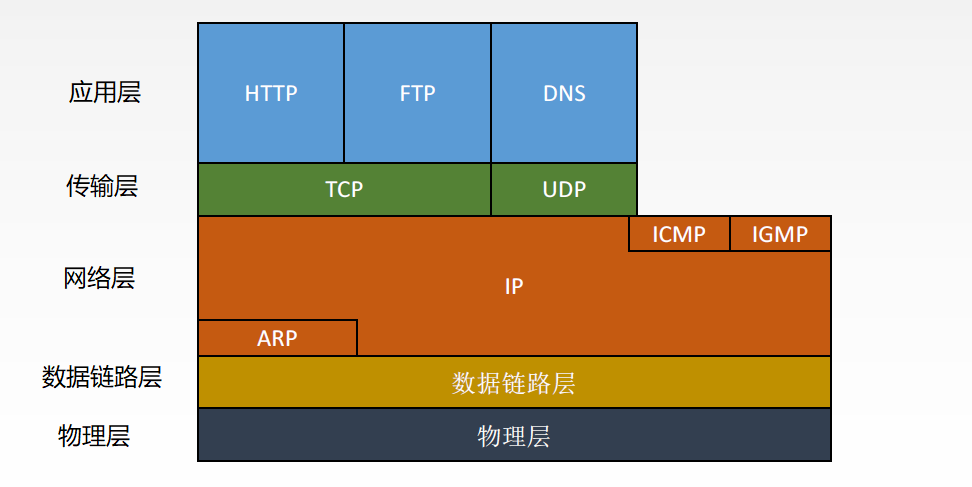 应用层
HTTP
FTP
DNS
传输层
TCP
UDP
网络层
ICMP
IGMP
IP
ARP
数据链路层
数据链路层
物理层
物理层